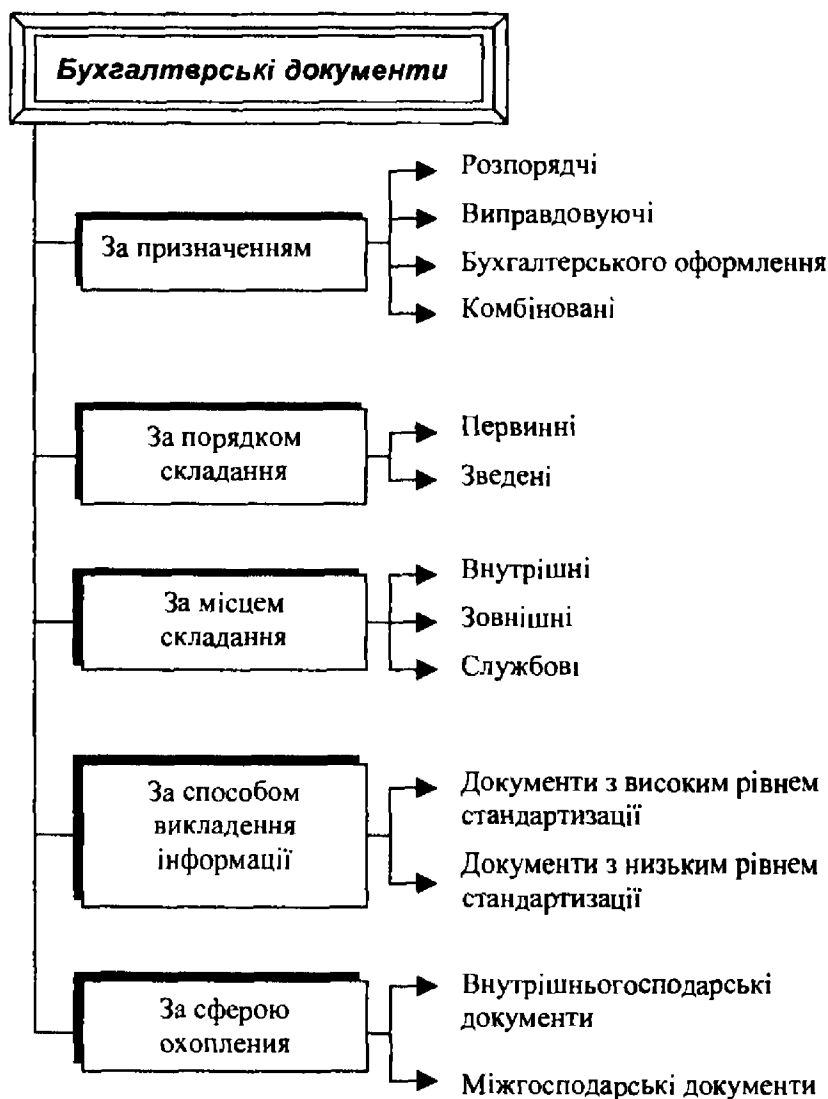 Бухгалтврські документи
За призначенням
Розпорядчі
Виправдовуючі
Бухгалтерського оформлення
Комбіновані
За порядком
складання
Первинні
Зведені
За місцем
складання
Внутрішні
Зовнішні
Службові
За способом
викладення
інформації
Документи з високим рівнем
стандартизації
Документи з низьким рівнем
стандартизації
За сферою
охоплення
Внутрішньогосподарські
документи
Міжгосподарські документи